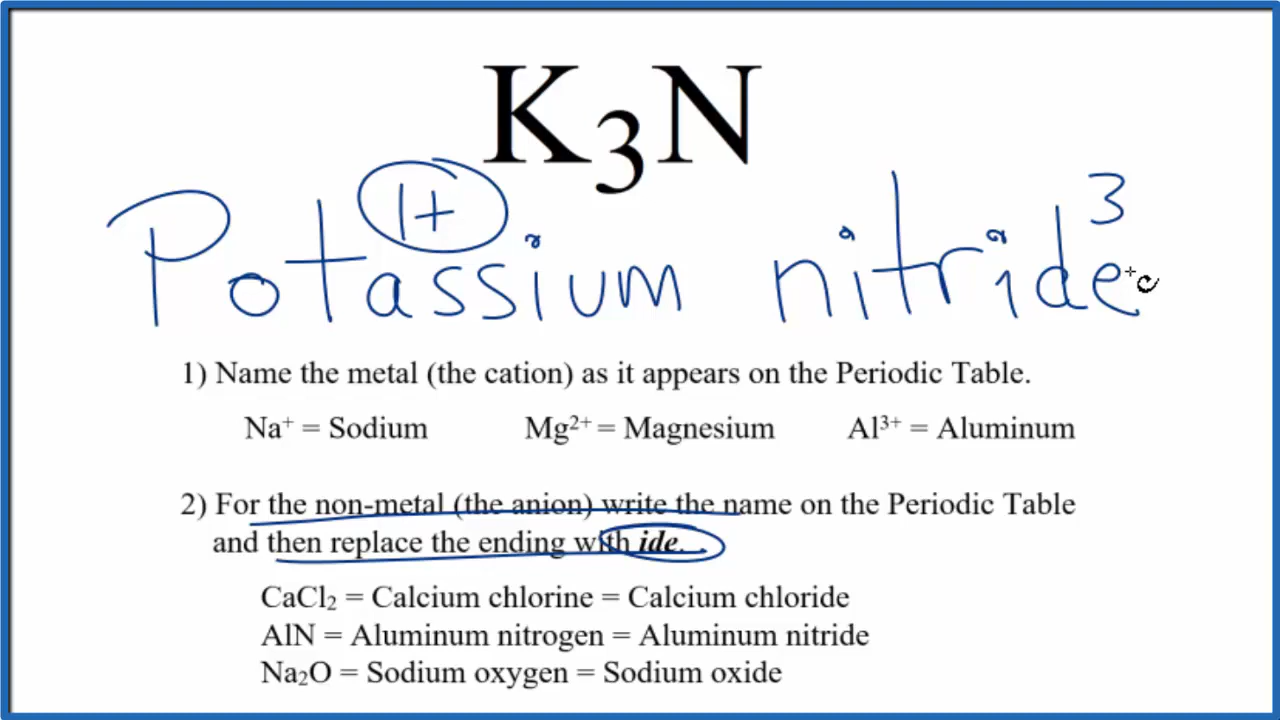 K₃N
1+ 3
Potassium nitride
1) Name the metal (the cation) as it appears on the Periodic Table.
Na⁺ = Sodium Mg²⁺ = Magnesium Al³⁺ = Aluminum
2) For the non-metal (the anion) write the name on the Periodic Table
and then replace the ending with ide.
CaCl₂ = Calcium chlorine = Calcium chloride
AlN = Aluminum nitrogen = Aluminum nitride
Na₂O = Sodium oxygen = Sodium oxide